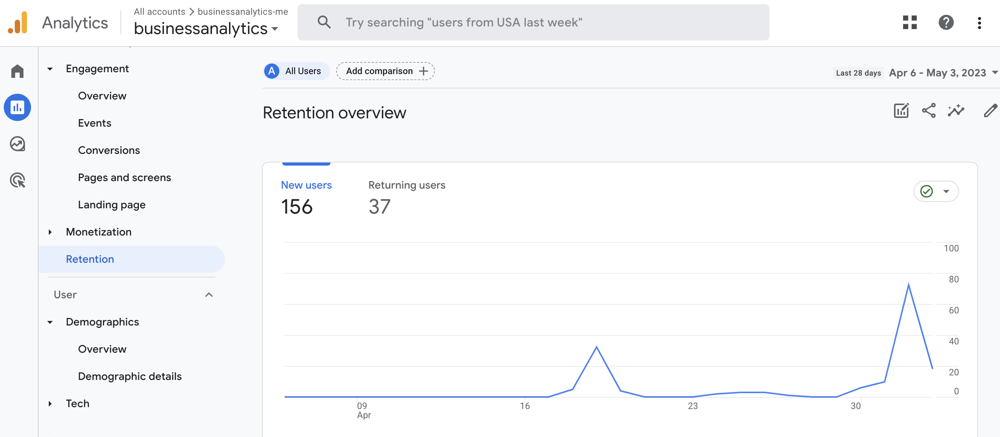 Analytics
All accounts > businessanalytics-me
businessanalytics
Try searching "users from USA last week"
Engagement
Overview
Events
Conversions
Pages and screens
Landing page
Monetization
Retention
User
Demographics
Overview
Demographic details
Tech
A All Users
Add comparison +
Last 28 days Apr 6 - May 3, 2023
Retention overview
New users
156
Returning users
37
100
80
60
40
20
0
09 16 23 30
Apr